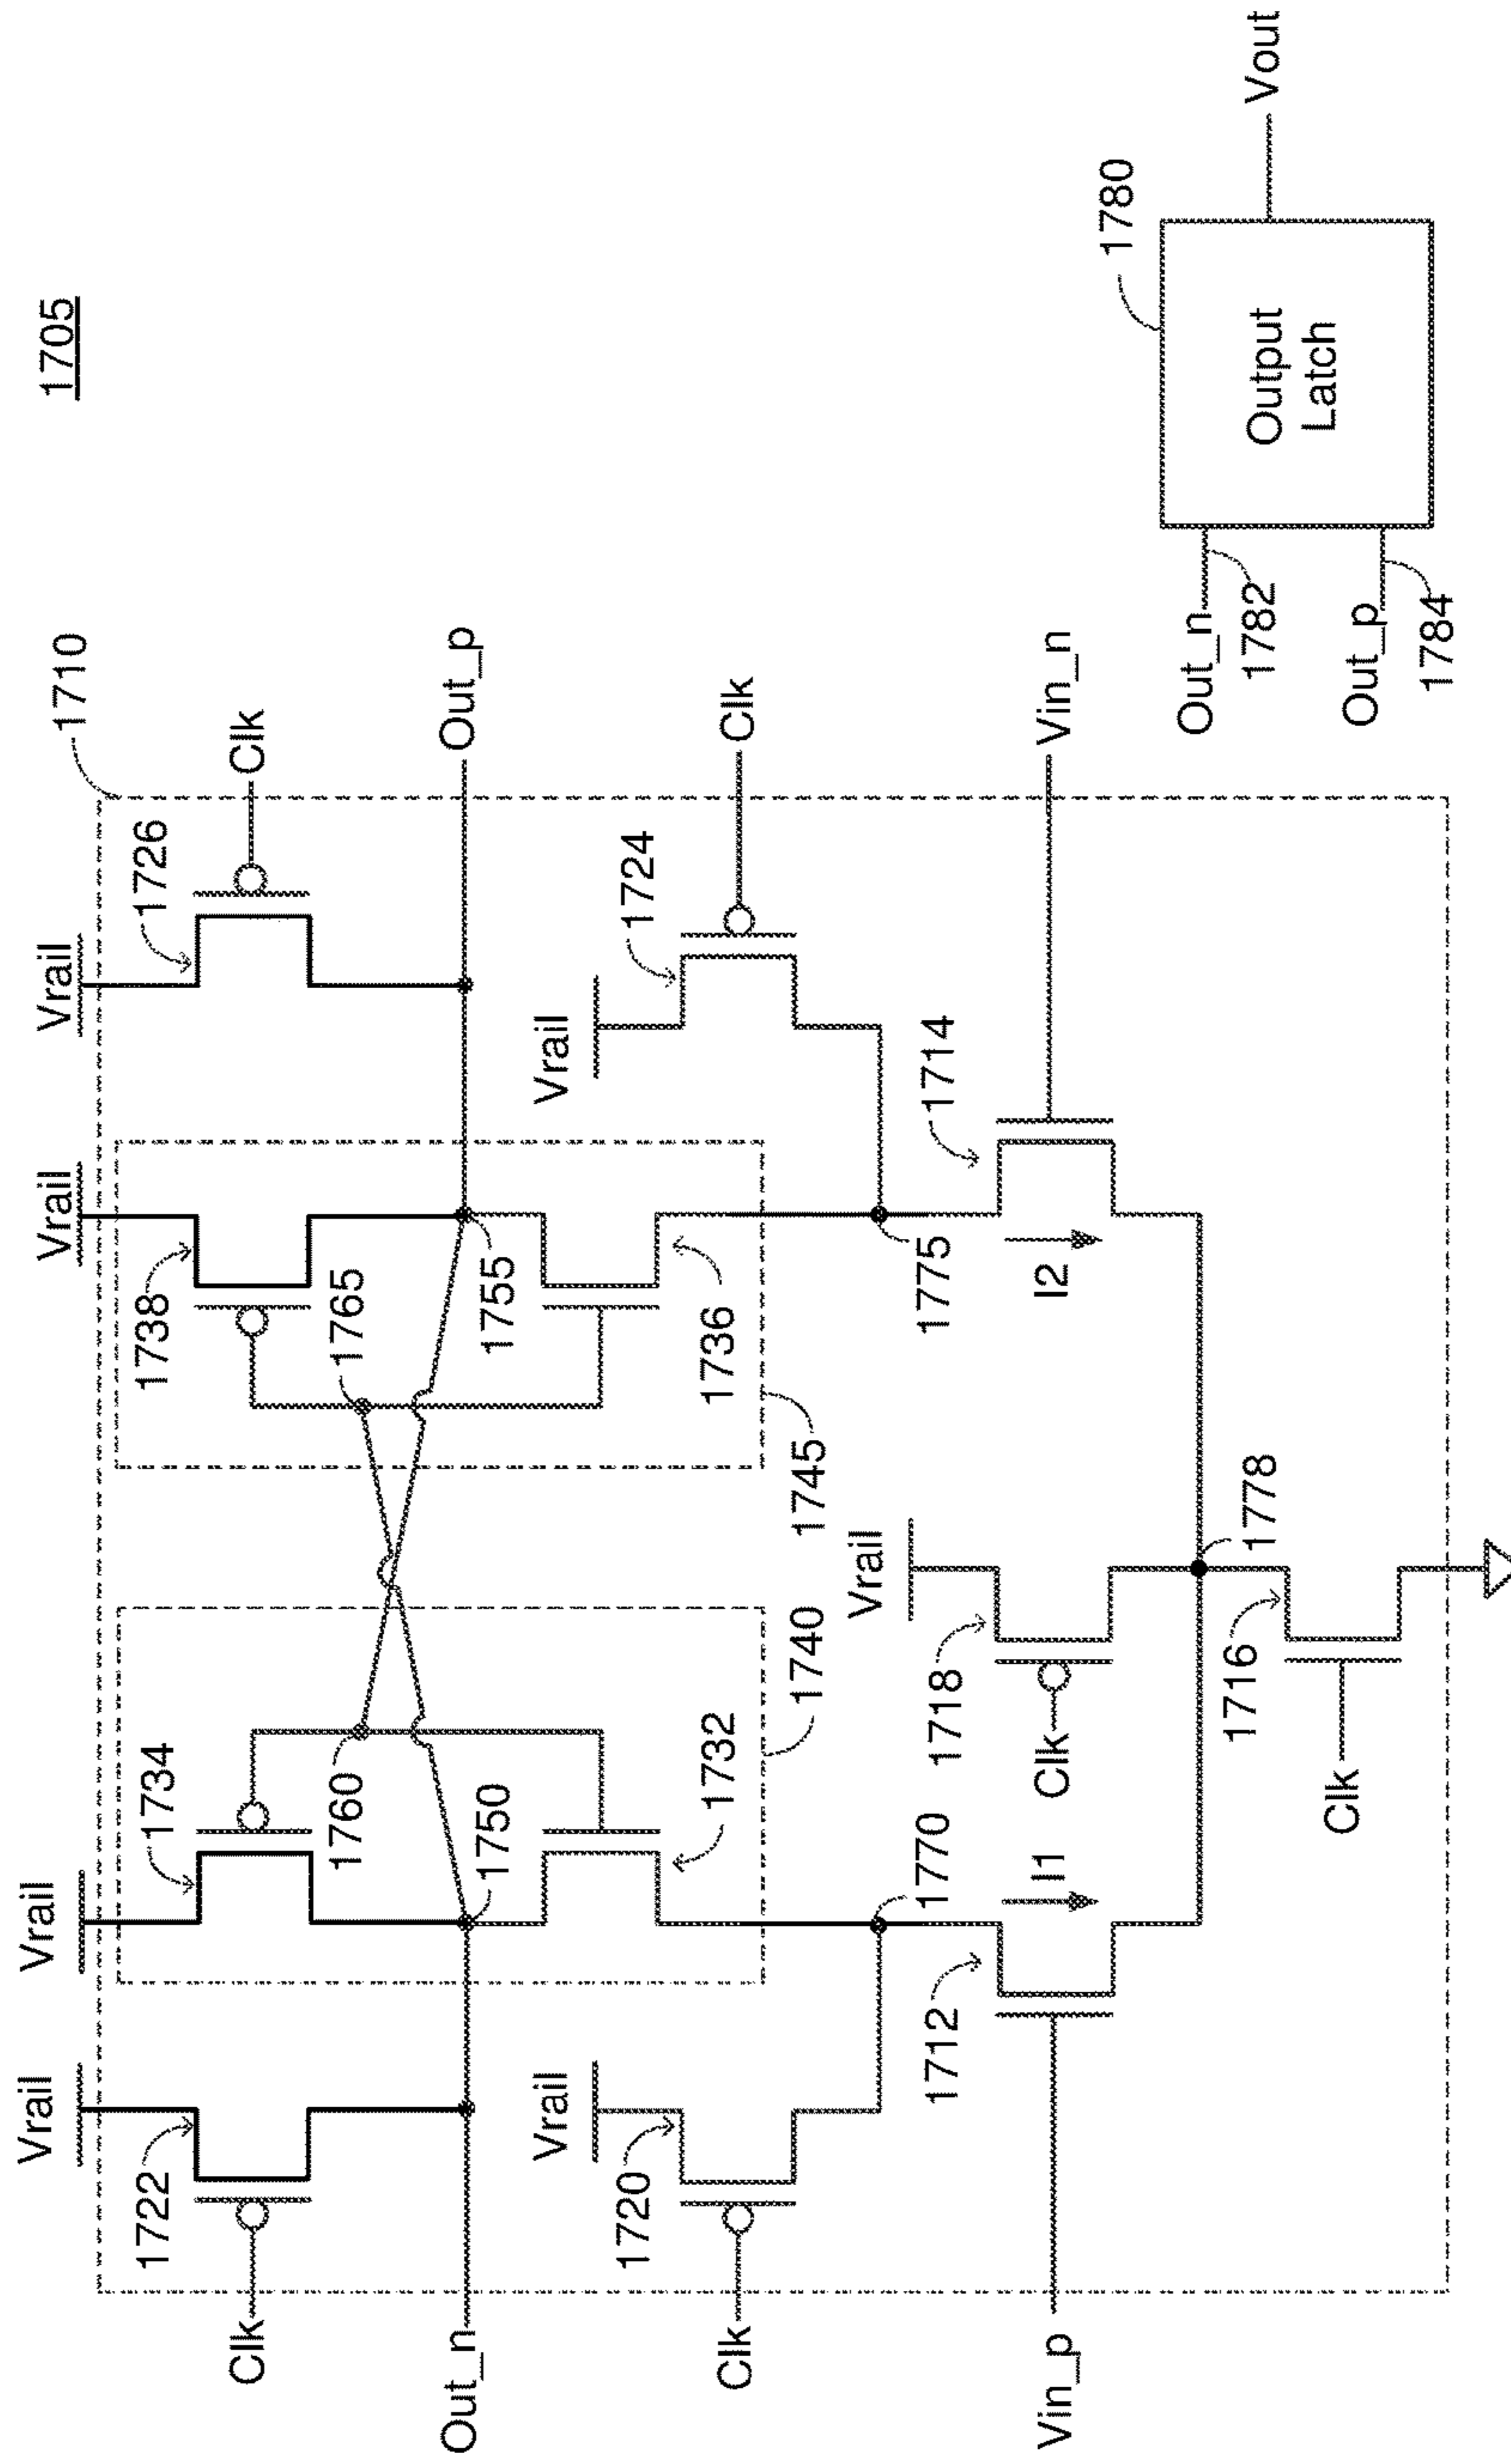 1705
1710
Vrail
Vrail
Vrail
Vrail
1722
1734
1738
1726
Clk
Clk
1760
1765
Out_n
1750
1755
Out_p
Vrail
Vrail
1720
1732
1736
1724
Clk
Clk
1740
1745
1770
1775
Vrail
1712
I1
1718
I2
1714
Vin_p
Clk
Vin_n
1778
1716
Clk
1780
Out_n
1782
Out_p
1784
Output
Latch
Vout